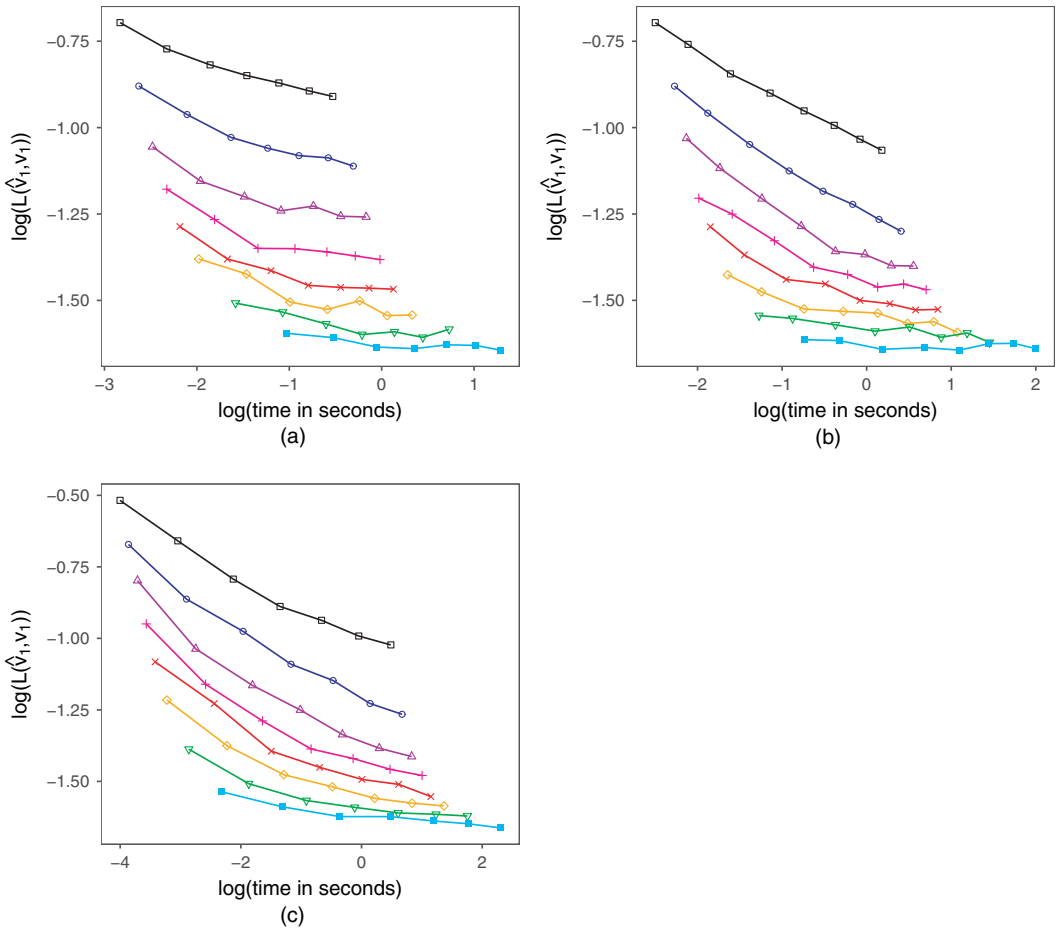 −0.75
−1.00
−1.25
−1.50
log(L(v̂₁,v₁))
−3 −2 −1 0 1
log(time in seconds)
(a)
−0.75
−1.00
−1.25
−1.50
log(L(v̂₁,v₁))
−2 −1 0 1 2
log(time in seconds)
(b)
−0.50
−0.75
−1.00
−1.25
−1.50
log(L(v̂₁,v₁))
−4 −2 0 2
log(time in seconds)
(c)